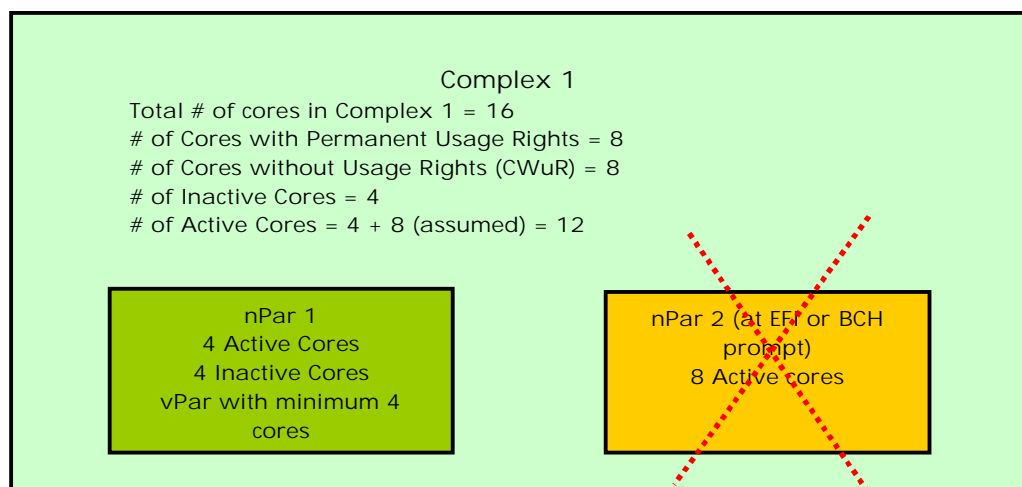 Complex 1
Total # of cores in Complex 1 = 16
# of Cores with Permanent Usage Rights = 8
# of Cores without Usage Rights (CWuR) = 8
# of Inactive Cores = 4
# of Active Cores = 4 + 8 (assumed) = 12
nPar 1
4 Active Cores
4 Inactive Cores
vPar with minimum 4
cores
nPar 2 (at EFI or BCH
prompt)
8 Active cores